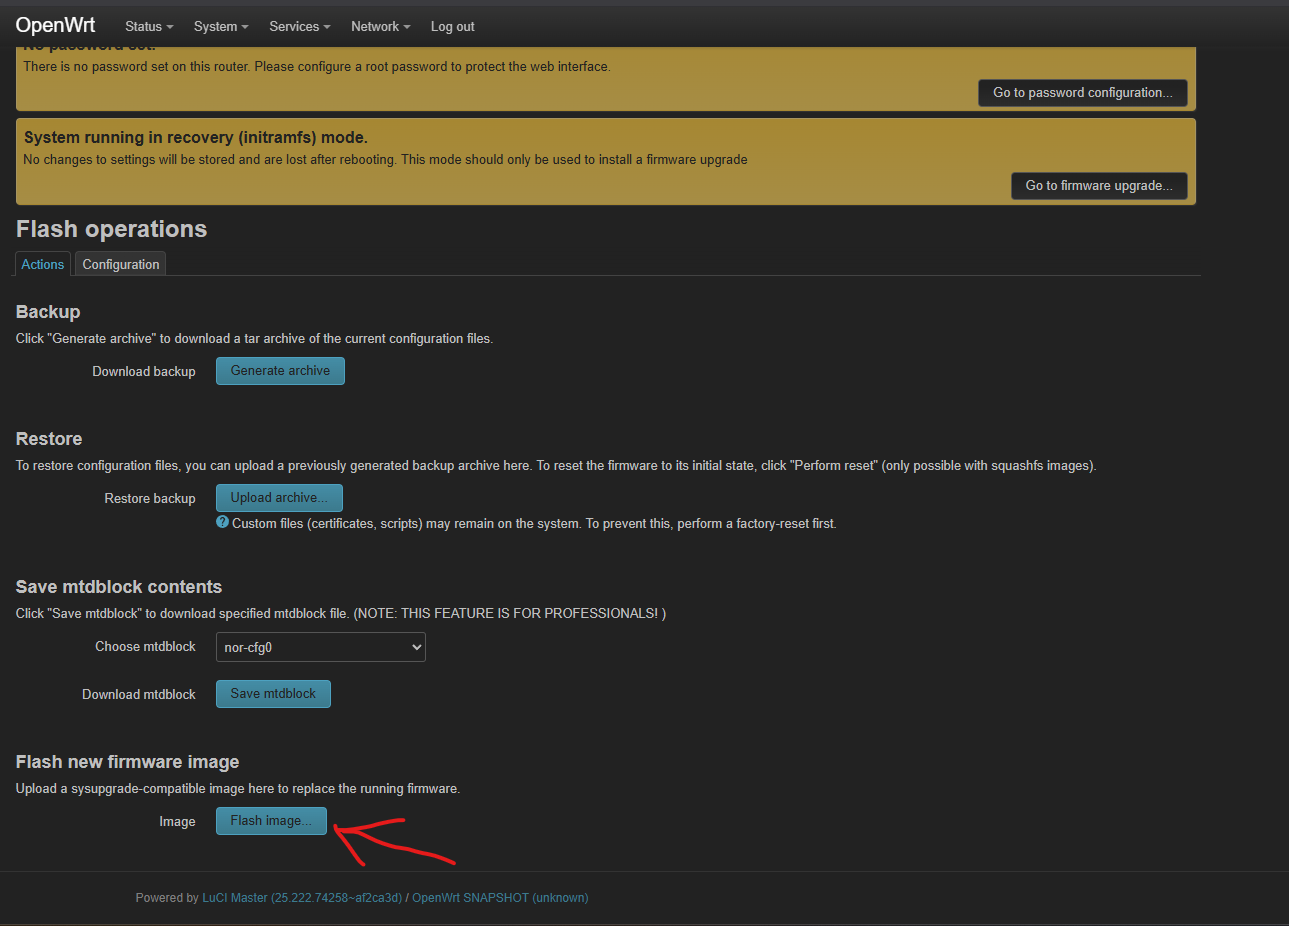 OpenWrt
Status System Services Network Log out
No password set.
There is no password set on this router. Please configure a root password to protect the web interface.
Go to password configuration...
System running in recovery (initramfs) mode.
No changes to settings will be stored and are lost after rebooting. This mode should only be used to install a firmware upgrade
Go to firmware upgrade...
Flash operations
Actions Configuration
Backup
Click "Generate archive" to download a tar archive of the current configuration files.
Download backup Generate archive
Restore
To restore configuration files, you can upload a previously generated backup archive here. To reset the firmware to its initial state, click "Perform reset" (only possible with squashfs images).
Restore backup Upload archive...
? Custom files (certificates, scripts) may remain on the system. To prevent this, perform a factory-reset first.
Save mtdblock contents
Click "Save mtdblock" to download specified mtdblock file. (NOTE: THIS FEATURE IS FOR PROFESSIONALS! )
Choose mtdblock nor-cfg0
Download mtdblock Save mtdblock
Flash new firmware image
Upload a sysupgrade-compatible image here to replace the running firmware.
Image Flash image...
Powered by LuCI Master (25.222.74258~af2ca3d) / OpenWrt SNAPSHOT (unknown)